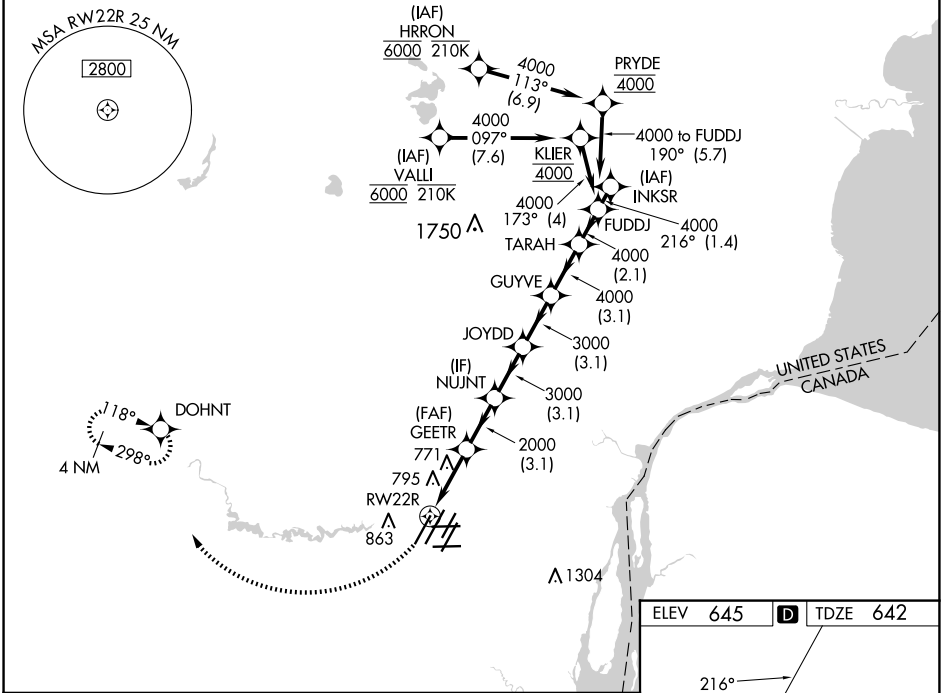 MSA RW22R 25 NM
2800
(IAF)
HRRON
6000 210K
4000
113°
(6.9)
PRYDE
4000
4000
097°
(7.6)
(IAF)
VALLI
6000 210K
KLIER
4000
4000 to FUDDJ
190° (5.7)
(IAF)
INKSR
4000
173° (4)
FUDDJ
4000
216° (1.4)
1750
TARAH
4000
(2.1)
GUYVE
4000
(3.1)
JOYDD
3000
(3.1)
UNITED STATES
CANADA
(IF)
NUJNT
3000
(3.1)
118°
DOHNT
298°
4 NM
(FAF)
GEETR
2000
(3.1)
771
795
RW22R
863
1304
ELEV 645 D TDZE 642
216°